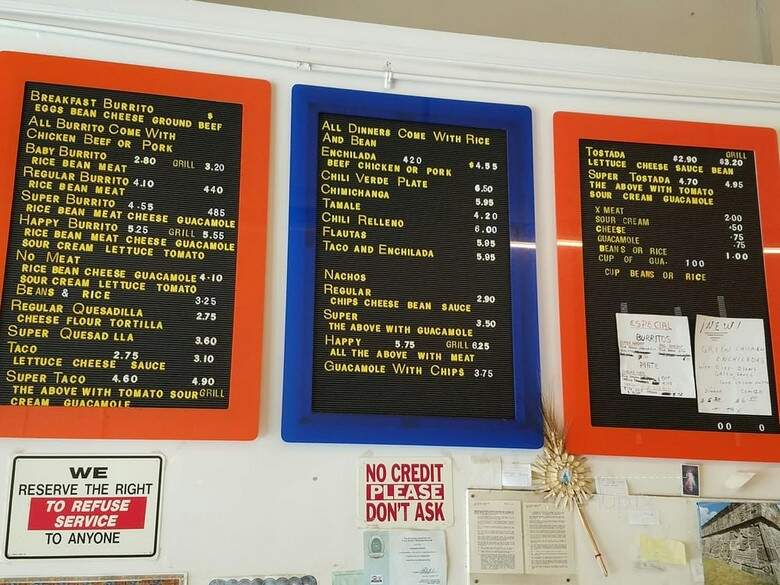 BREAKFAST BURRITO $
EGGS BEAN CHEESE GROUND BEEF
ALL BURRITO COME WITH
CHICKEN BEEF OR PORK
BABY BURRITO 2.80 GRILL 3.20
RICE BEAN MEAT
REGULAR BURRITO 4.10 440
RICE BEAN MEAT
SUPER BURRITO 4.55 485
RICE BEAN MEAT CHEESE GUACAMOLE
HAPPY BURRITO 5.25 GRILL 5.55
RICE BEAN MEAT CHEESE GUACAMOLE
SOUR CREAM LETTUCE TOMATO
NO MEAT
RICE BEAN CHEESE GUACAMOLE 4.10
SOUR CREAM LETTUCE TOMATO
BEANS & RICE 3.25
REGULAR QUESADILLA 2.75
CHEESE FLOUR TORTILLA
SUPER QUESAD LLA 3.60
TACO 2.75 3.10
LETTUCE CHEESE SAUCE
SUPER TACO 4.60 4.90
THE ABOVE WITH TOMATO SOUR GRILL
CREAM GUACAMOLE
ALL DINNERS COME WITH RICE
AND BEAN
ENCHILADA 420 $4.55
BEEF CHICKEN OR PORK
CHILI VERDE PLATE 6.50
CHIMICHANGA 5.95
TAMALE 4.20
CHILI RELLENO 6.00
FLAUTAS 5.95
TACO AND ENCHILADA 5.95
NACHOS
REGULAR 2.90
CHIPS CHEESE BEAN SAUCE
SUPER 3.50
THE ABOVE WITH GUACAMOLE
HAPPY 5.75 GRILL 625
ALL THE ABOVE WITH MEAT
GUACAMOLE WITH CHIPS 3.75
TOSTADA GRILL
$2.90 $3.20
LETTUCE CHEESE SAUCE BEAN
SUPER TOSTADA 4.70 4.95
THE ABOVE WITH TOMATO
SOUR CREAM GUACAMOLE
X MEAT 2.00
SOUR CREAM .50
CHEESE .75
GUACAMOLE .75
BEANS OR RICE 1.00
CUP OF GUA. 100
CUP BEANS OR RICE
ESPECIAL
BURRITOS
NEW!
ENCHILADAS
00 0
WE
RESERVE THE RIGHT
TO REFUSE
SERVICE
TO ANYONE
NO CREDIT
PLEASE
DON'T ASK